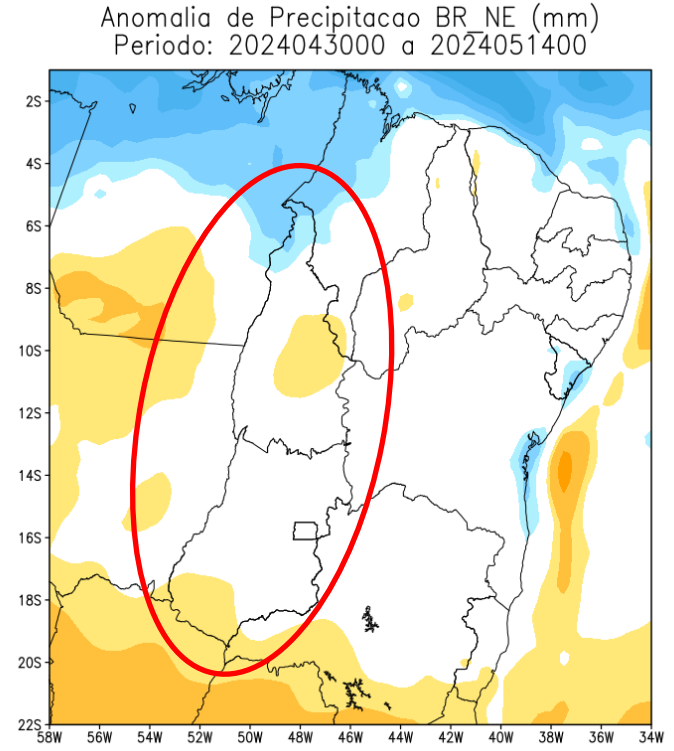 Anomalia de Precipitacao BR_NE (mm)
Periodo: 2024043000 a 2024051400
2S
4S
6S
8S
10S
12S
14S
16S
18S
20S
22S
58W 56W 54W 52W 50W 48W 46W 44W 42W 40W 38W 36W 34W